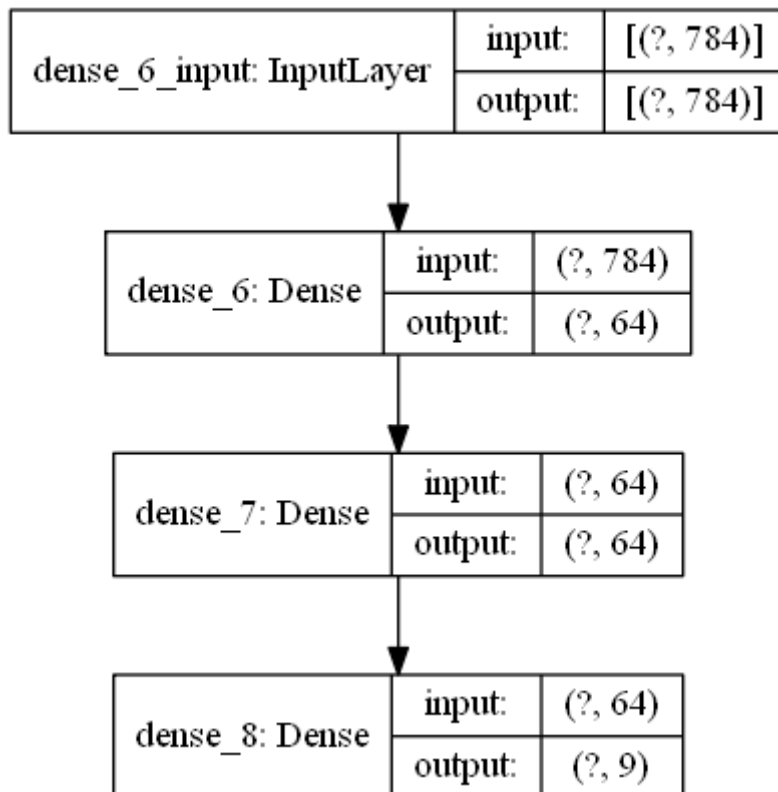 dense_6_input: InputLayer
input: [(?, 784)]
output: [(?, 784)]
dense_6: Dense
input: (?, 784)
output: (?, 64)
dense_7: Dense
input: (?, 64)
output: (?, 64)
dense_8: Dense
input: (?, 64)
output: (?, 9)